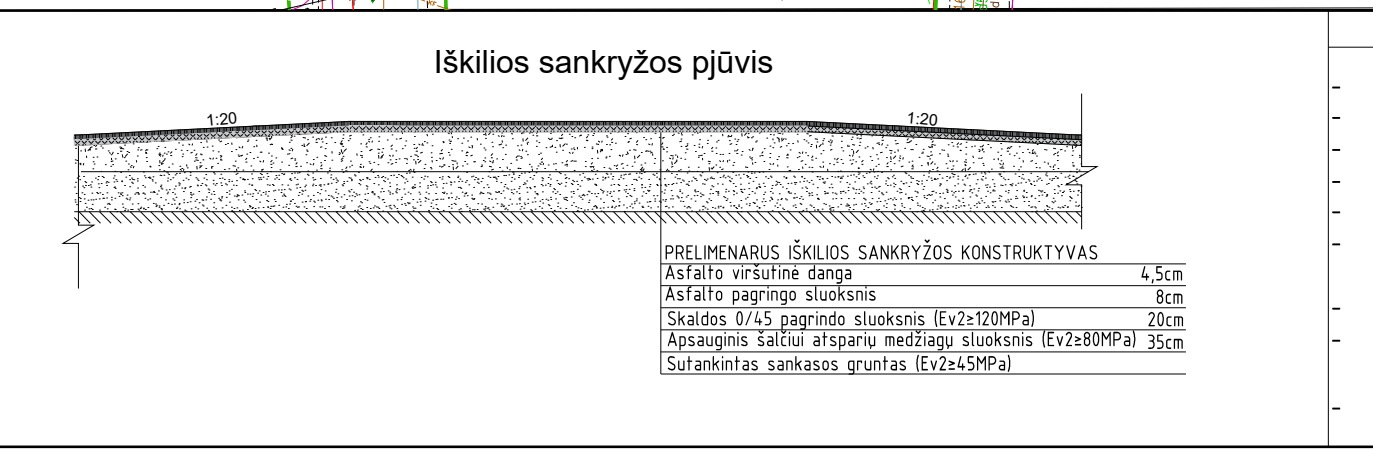 Iškilios sankryžos pjūvis
1:20
1:20
PRELIMENARUS IŠKILIOS SANKRYŽOS KONSTRUKTYVAS
Asfalto viršutinė danga 4,5cm
Asfalto pagringo sluoksnis 8cm
Skaldos 0/45 pagrindo sluoksnis (Ev2≥120MPa) 20cm
Apsauginis šalčiui atsparių medžiagų sluoksnis (Ev2≥80MPa) 35cm
Sutankintas sankasos gruntas (Ev2≥45MPa)